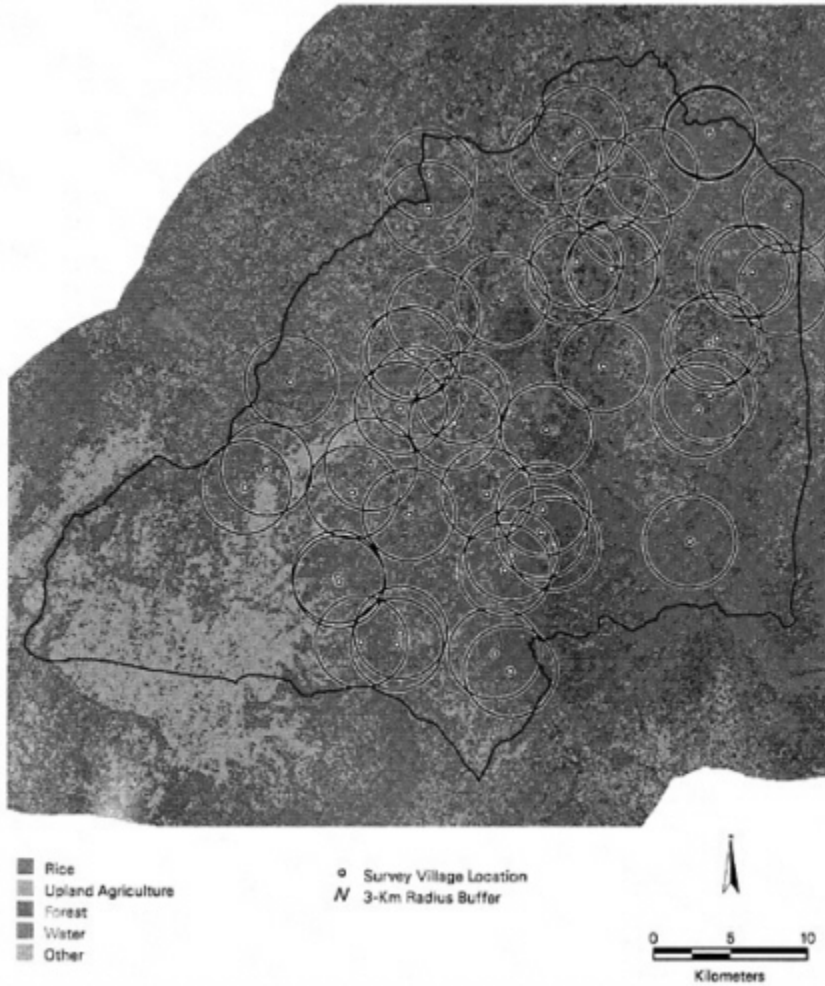 Rice
Upland Agriculture
Forest
Water
Other
Survey Village Location
N 3-Km Radius Buffer
0 5 10
Kilometers